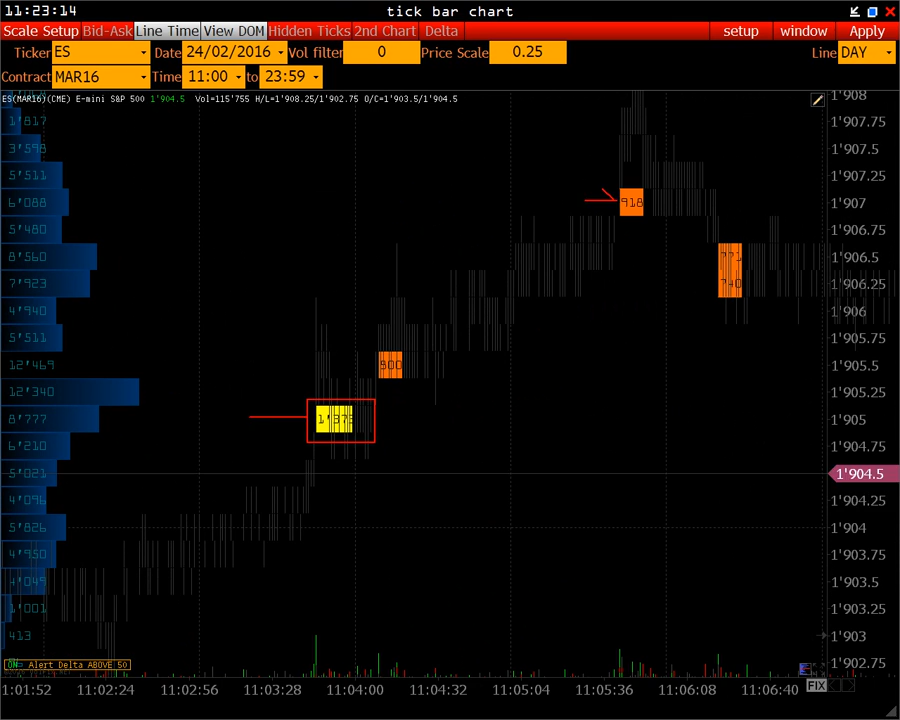 11:23:14 tick bar chart
Scale Setup Bid-Ask Line Time View DOM Hidden Ticks 2nd Chart Delta setup window Apply
Ticker ES Date 24/02/2016 Vol filter 0 Price Scale 0.25 Line DAY
Contract MAR16 Time 11:00 to 23:59
ES(MAR16)(CME) E-mini S&P 500 1'904.5 Vol=115'755 H/L=1'908.25/1'902.75 O/C=1'903.5/1'904.5
1'908
1'817 1'907.75
3'598 1'907.5
5'511 1'907.25
6'088 918 1'907
5'480 1'906.75
8'560 771 1'906.5
7'923 740 1'906.25
4'940 1'906
5'511 1'905.75
12'469 900 1'905.5
12'340
8'777 1'373 1'905
6'210 1'904.75
5'021 1'904.5
4'096 1'904.25
5'826 1'904
4'950 1'903.75
4'049 1'903.5
1'001 1'903.25
413 1'903
ON Alert Delta ABOVE 50 1'902.75
1:01:52 11:02:24 11:02:56 11:03:28 11:04:00 11:04:32 11:05:04 11:05:36 11:06:08 11:06:40 FIX